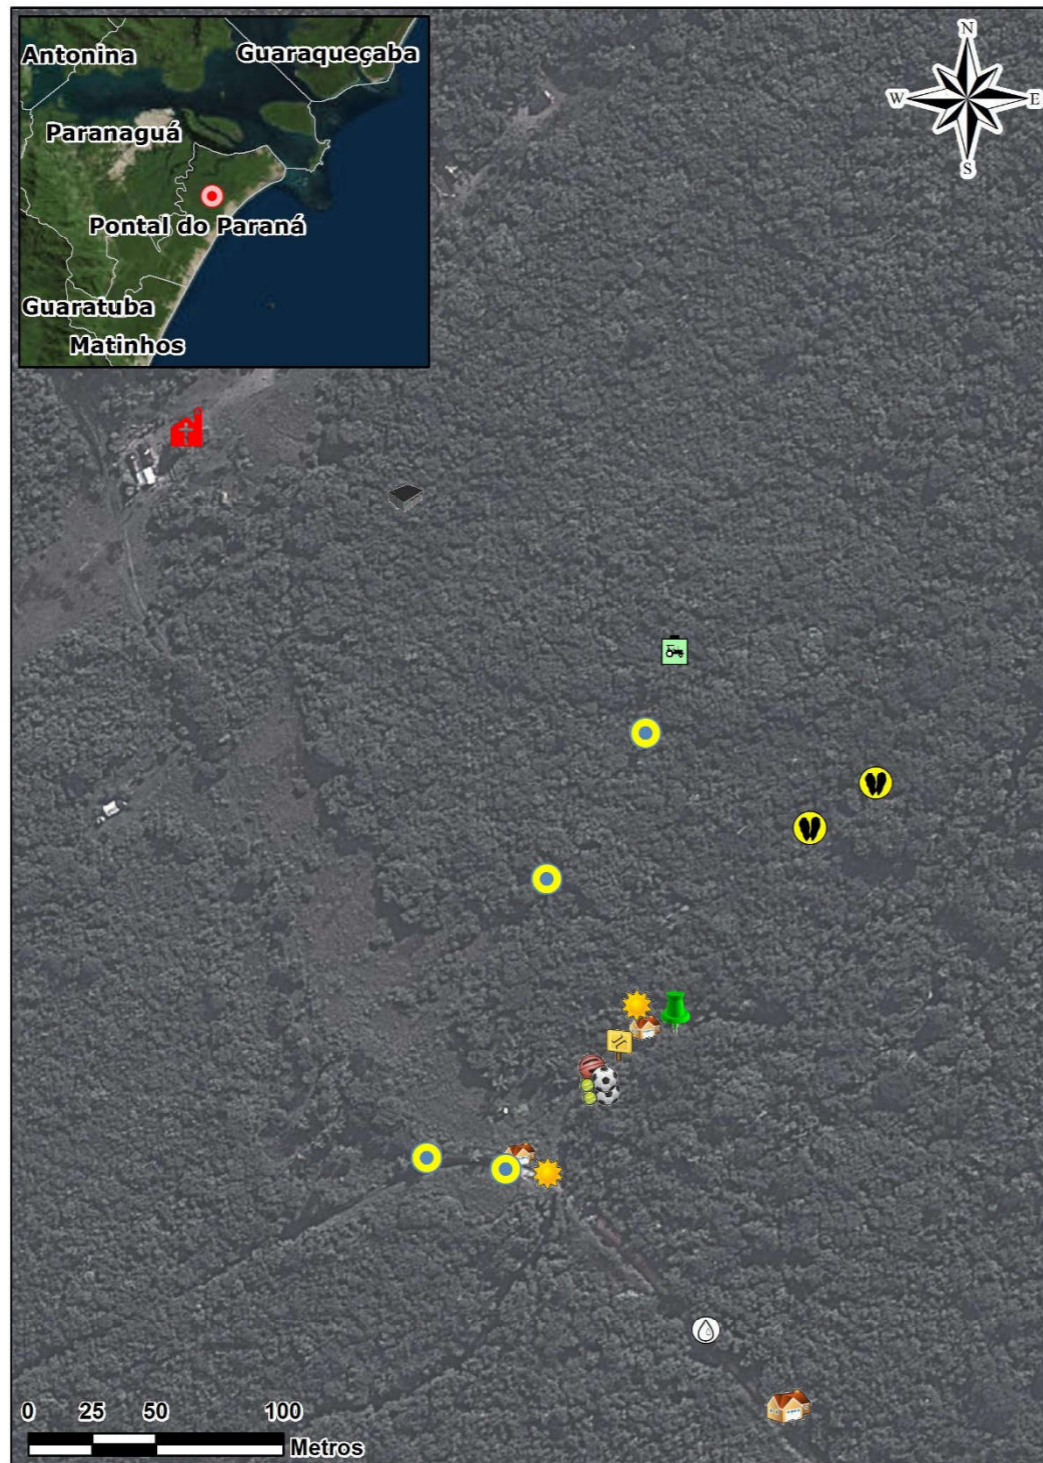 Antonina
Guaraqueçaba
Paranaguá
Pontal do Paraná
Guaratuba
Matinhos
N
W
E
S
0 25 50 100
Metros